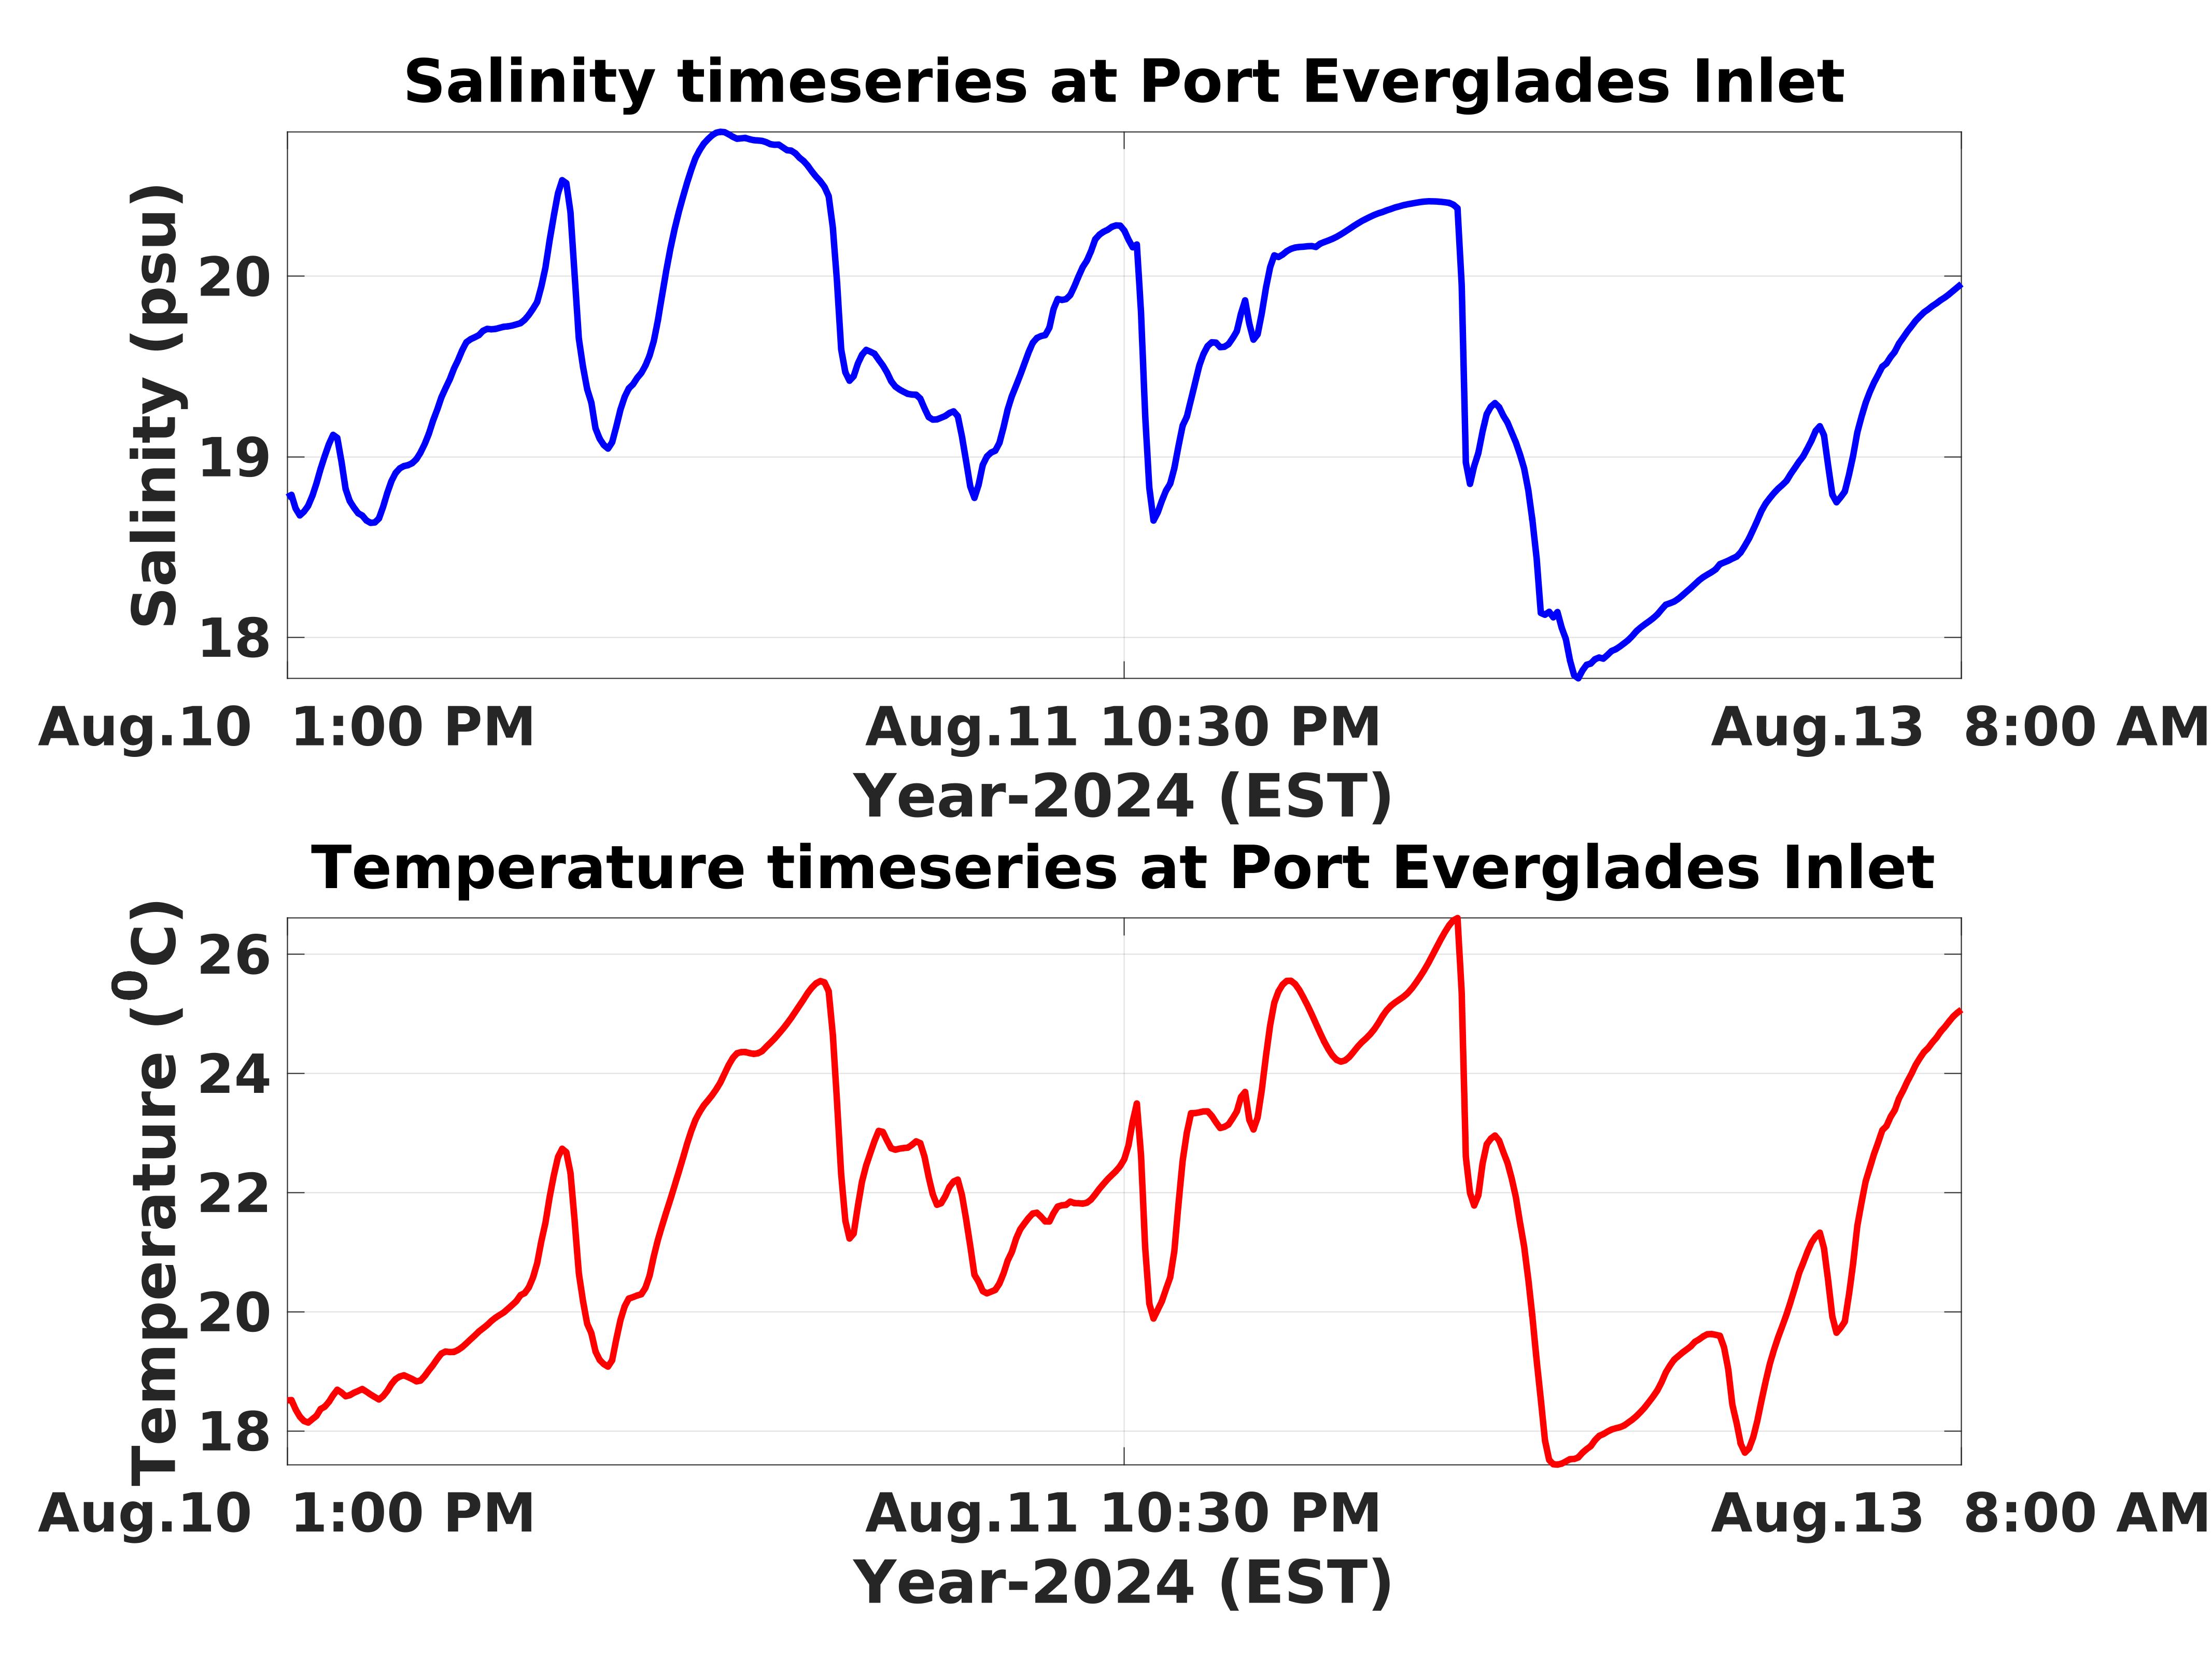 Salinity timeseries at Port Everglades Inlet
Salinity (psu)
20
19
18
Aug.10  1:00 PM
Aug.11 10:30 PM
Aug.13  8:00 AM
Year-2024 (EST)
Temperature timeseries at Port Everglades Inlet
Temperature (⁰C)
26
24
22
20
18
Aug.10  1:00 PM
Aug.11 10:30 PM
Aug.13  8:00 AM
Year-2024 (EST)